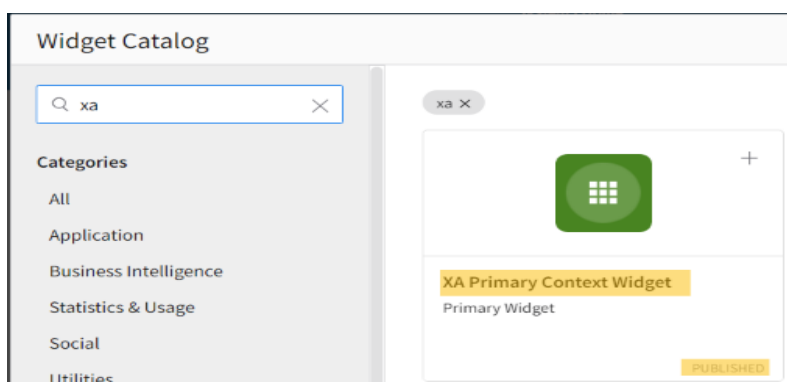 Widget Catalog
xa
Categories
All
Application
Business Intelligence
Statistics & Usage
Social
Utilities
xa
XA Primary Context Widget
Primary Widget
PUBLISHED